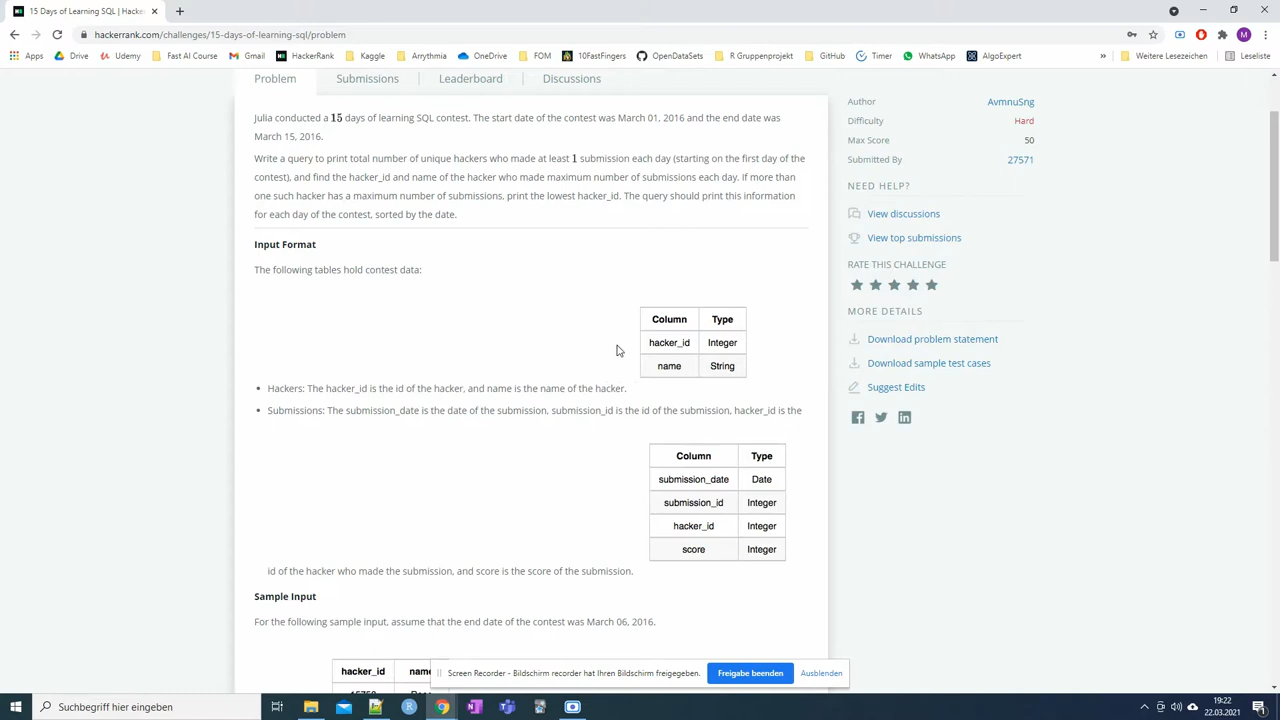 15 Days of Learning SQL | Hacker
hackerrank.com/challenges/15-days-of-learning-sql/problem
M
Apps Drive Udemy Fast AI Course Gmail HackerRank Kaggle Arrythmia OneDrive FOM 10FastFingers OpenDataSets R Gruppenprojekt GitHub Timer WhatsApp AlgoExpert » Weitere Lesezeichen Leseliste
Problem Submissions Leaderboard Discussions
Julia conducted a 15 days of learning SQL contest. The start date of the contest was March 01, 2016 and the end date was
March 15, 2016.
Write a query to print total number of unique hackers who made at least 1 submission each day (starting on the first day of the
contest), and find the hacker_id and name of the hacker who made maximum number of submissions each day. If more than
one such hacker has a maximum number of submissions, print the lowest hacker_id. The query should print this information
for each day of the contest, sorted by the date.
Input Format
The following tables hold contest data:
Column Type
hacker_id Integer
name String
• Hackers: The hacker_id is the id of the hacker, and name is the name of the hacker.
• Submissions: The submission_date is the date of the submission, submission_id is the id of the submission, hacker_id is the
Column Type
submission_date Date
submission_id Integer
hacker_id Integer
score Integer
id of the hacker who made the submission, and score is the score of the submission.
Sample Input
For the following sample input, assume that the end date of the contest was March 06, 2016.
hacker_id name
Author AvmnuSng
Difficulty Hard
Max Score 50
Submitted By 27571
NEED HELP?
View discussions
View top submissions
RATE THIS CHALLENGE
MORE DETAILS
Download problem statement
Download sample test cases
Suggest Edits
Screen Recorder - Bildschirm recorder hat Ihren Bildschirm freigegeben. Freigabe beenden Ausblenden
Suchbegriff hier eingeben
19:22
22.03.2021